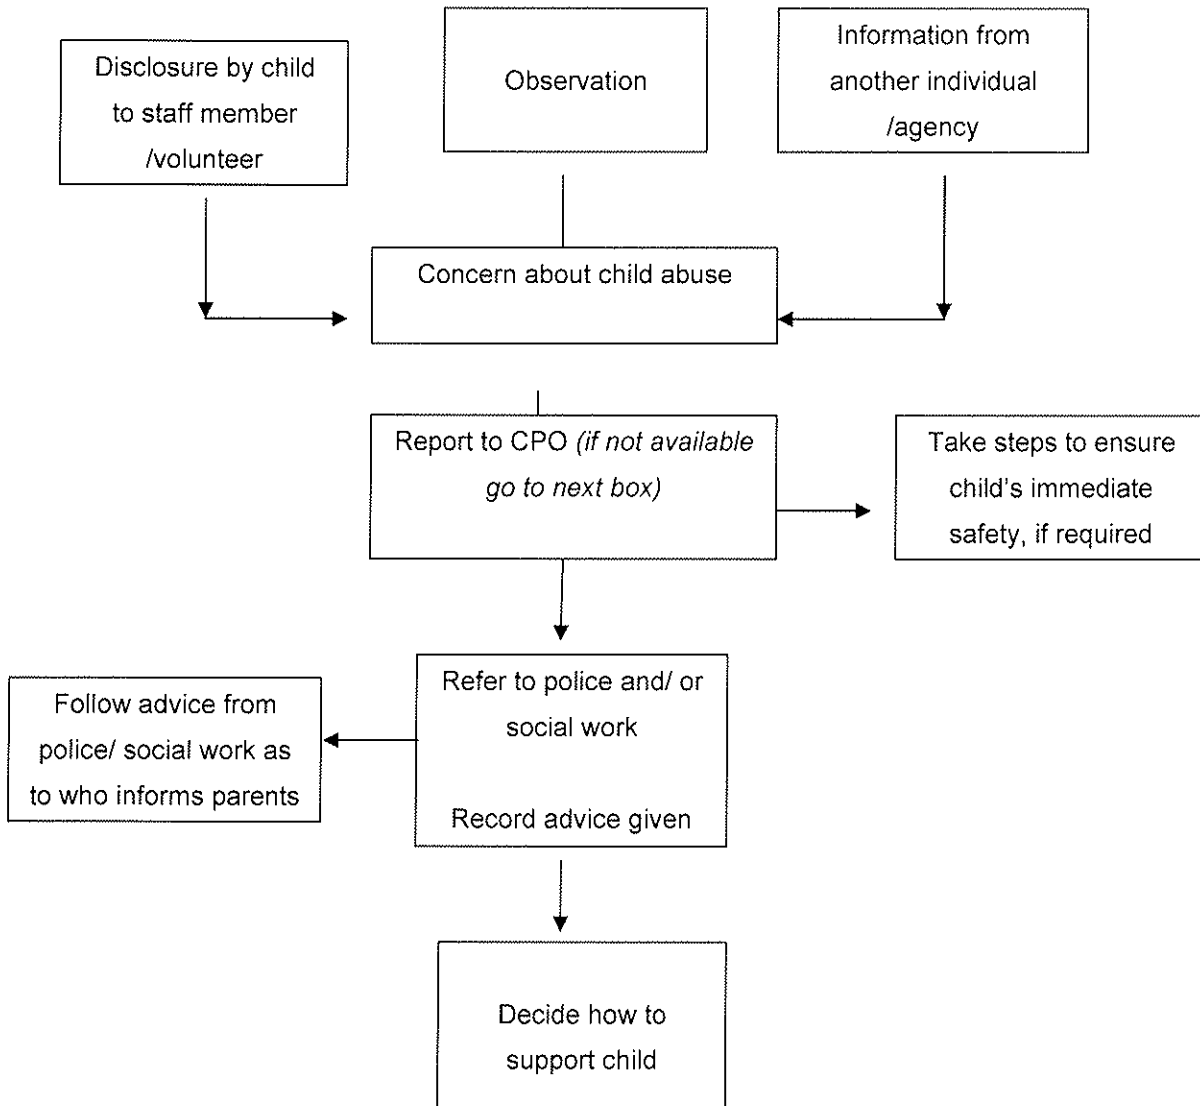 Disclosure by child
to staff member
/volunteer
Observation
Information from
another individual
/agency
Concern about child abuse
Report to CPO (if not available
go to next box)
Take steps to ensure
child's immediate
safety, if required
Refer to police and/ or
social work
Record advice given
Follow advice from
police/ social work as
to who informs parents
Decide how to
support child